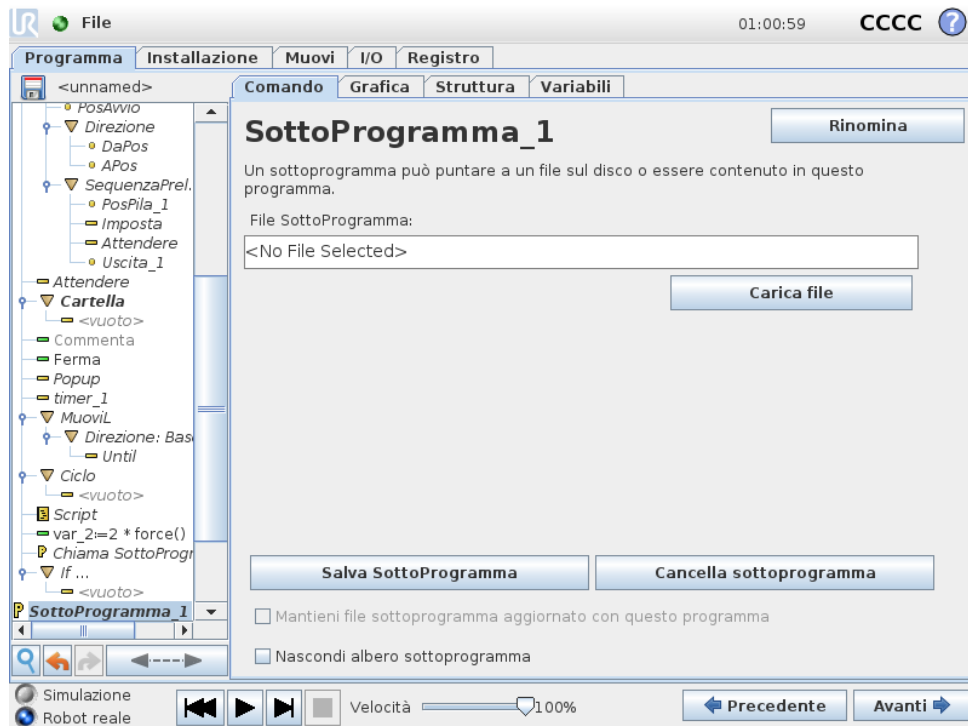 UR File 01:00:59 CCCC ?
Programma Installazione Muovi I/O Registro
<unnamed>
PosAvvio
Direzione
DaPos
APos
SequenzaPrel.
PosPila_1
Imposta
Attendere
Uscita_1
Attendere
Cartella
<vuoto>
Commenta
Ferma
Popup
timer_1
MuoviL
Direzione: Bas
Until
Ciclo
<vuoto>
Script
var_2:=2 * force()
Chiama SottoProgr
If ...
<vuoto>
SottoProgramma_1
Comando Grafica Struttura Variabili
SottoProgramma_1
Rinomina
Un sottoprogramma può puntare a un file sul disco o essere contenuto in questo
programma.
File SottoProgramma:
<No File Selected>
Carica file
Salva SottoProgramma Cancella sottoprogramma
Mantieni file sottoprogramma aggiornato con questo programma
Nascondi albero sottoprogramma
Simulazione
Robot reale
Velocità 100%
Precedente Avanti